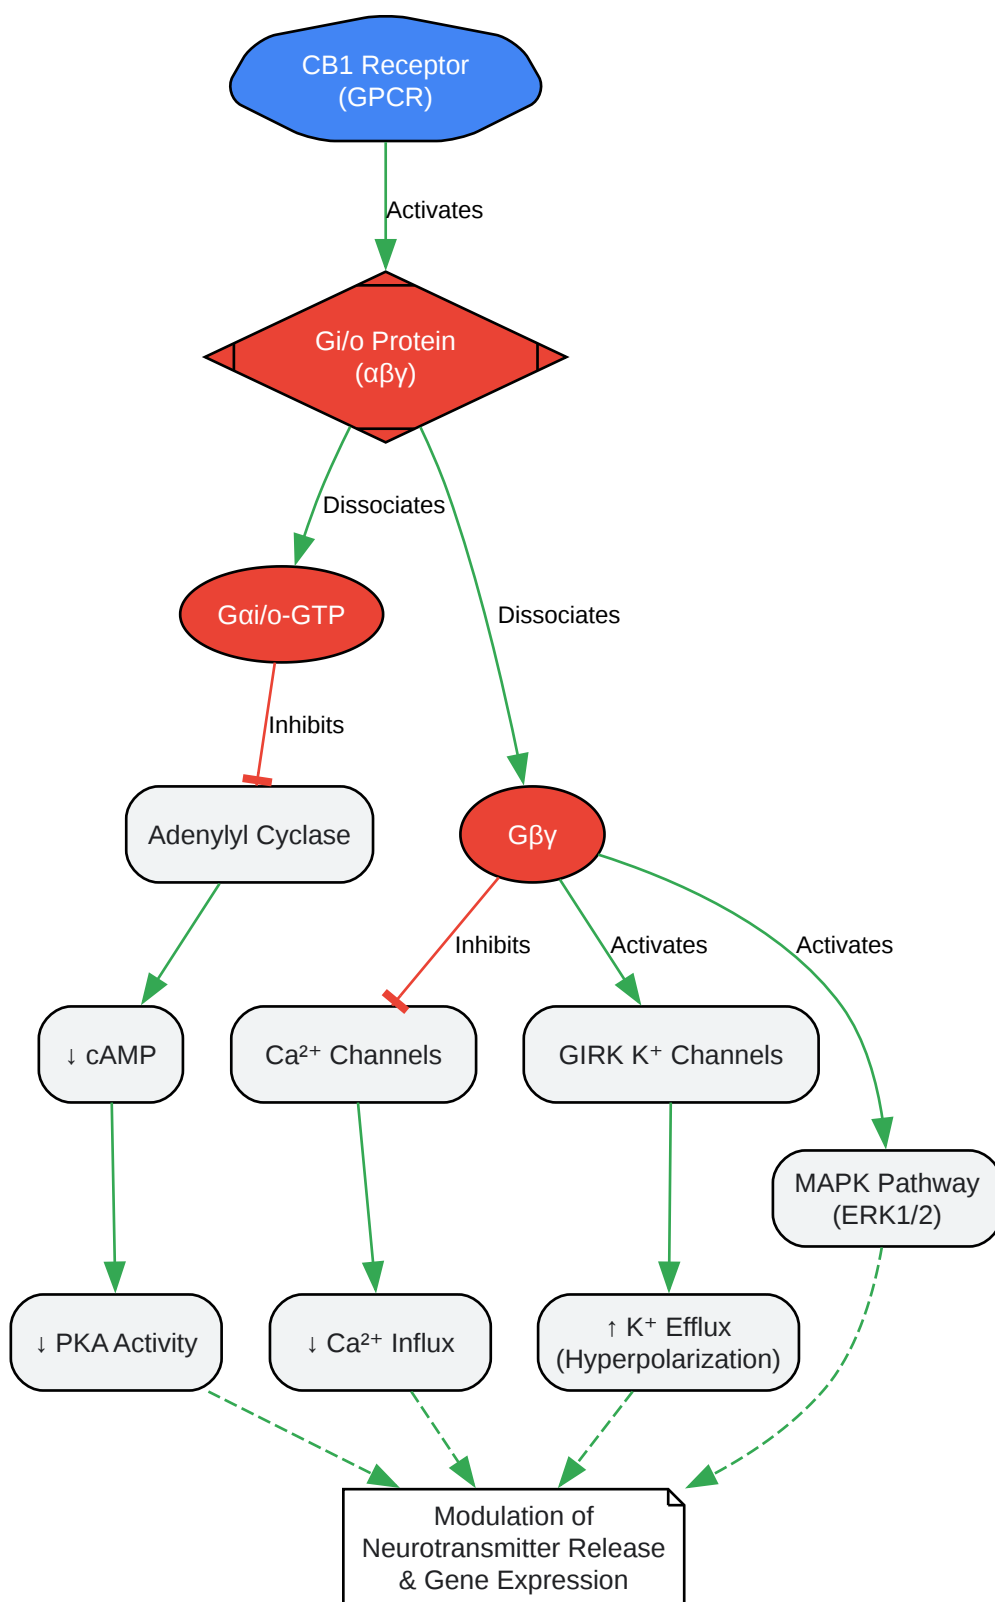 CB1 Receptor
(GPCR)
Activates
Gi/o Protein
(αβγ)
Dissociates
Dissociates
Gαi/o-GTP
Inhibits
Adenylyl Cyclase
Gβγ
Inhibits
Activates
Activates
↓ cAMP
Ca²⁺ Channels
GIRK K⁺ Channels
MAPK Pathway
(ERK1/2)
↓ PKA Activity
↓ Ca²⁺ Influx
↑ K⁺ Efflux
(Hyperpolarization)
Modulation of
Neurotransmitter Release
& Gene Expression